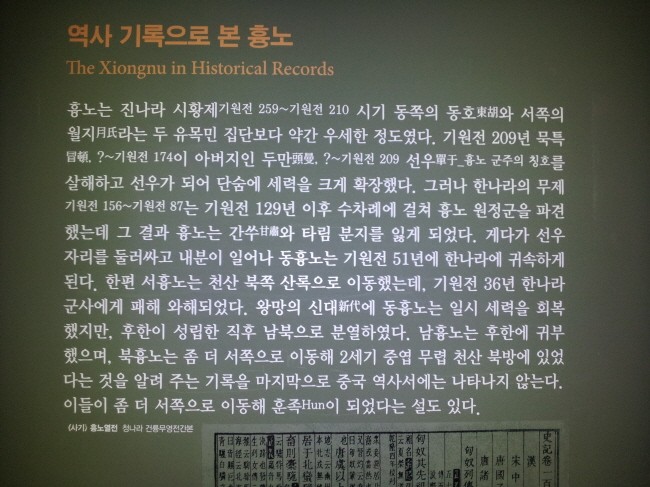 역사 기록으로 본 흉노
The Xiongnu in Historical Records
흉노는 진나라 시황제기원전 259~기원전 210 시기 동쪽의 동호東胡와 서쪽의
월지月氏라는 두 유목민 집단보다 약간 우세한 정도였다. 기원전 209년 묵특
冒頓, ?~기원전 174이 아버지인 두만頭曼, ?~기원전 209 선우單于_흉노 군주의 칭호를
살해하고 선우가 되어 단숨에 세력을 크게 확장했다. 그러나 한나라의 무제
기원전 156~기원전 87는 기원전 129년 이후 수차례에 걸쳐 흉노 원정군을 파견
했는데 그 결과 흉노는 간쑤甘肅와 타림 분지를 잃게 되었다. 게다가 선우
자리를 둘러싸고 내분이 일어나 동흉노는 기원전 51년에 한나라에 귀속하게
된다. 한편 서흉노는 천산 북쪽 산록으로 이동했는데, 기원전 36년 한나라
군사에게 패해 와해되었다. 왕망의 신대新代에 동흉노는 일시 세력을 회복
했지만, 후한이 성립한 직후 남북으로 분열하였다. 남흉노는 후한에 귀부
했으며, 북흉노는 좀 더 서쪽으로 이동해 2세기 중엽 무렵 천산 북방에 있었
다는 것을 알려 주는 기록을 마지막으로 중국 역사서에는 나타나지 않는다.
이들이 좀 더 서쪽으로 이동해 훈족Hun이 되었다는 설도 있다.
《사기》 흉노열전 청나라 건륭무영전간본
史記卷一百
漢
宋中
唐國子
唐諸
匈奴列傳
匈奴其先